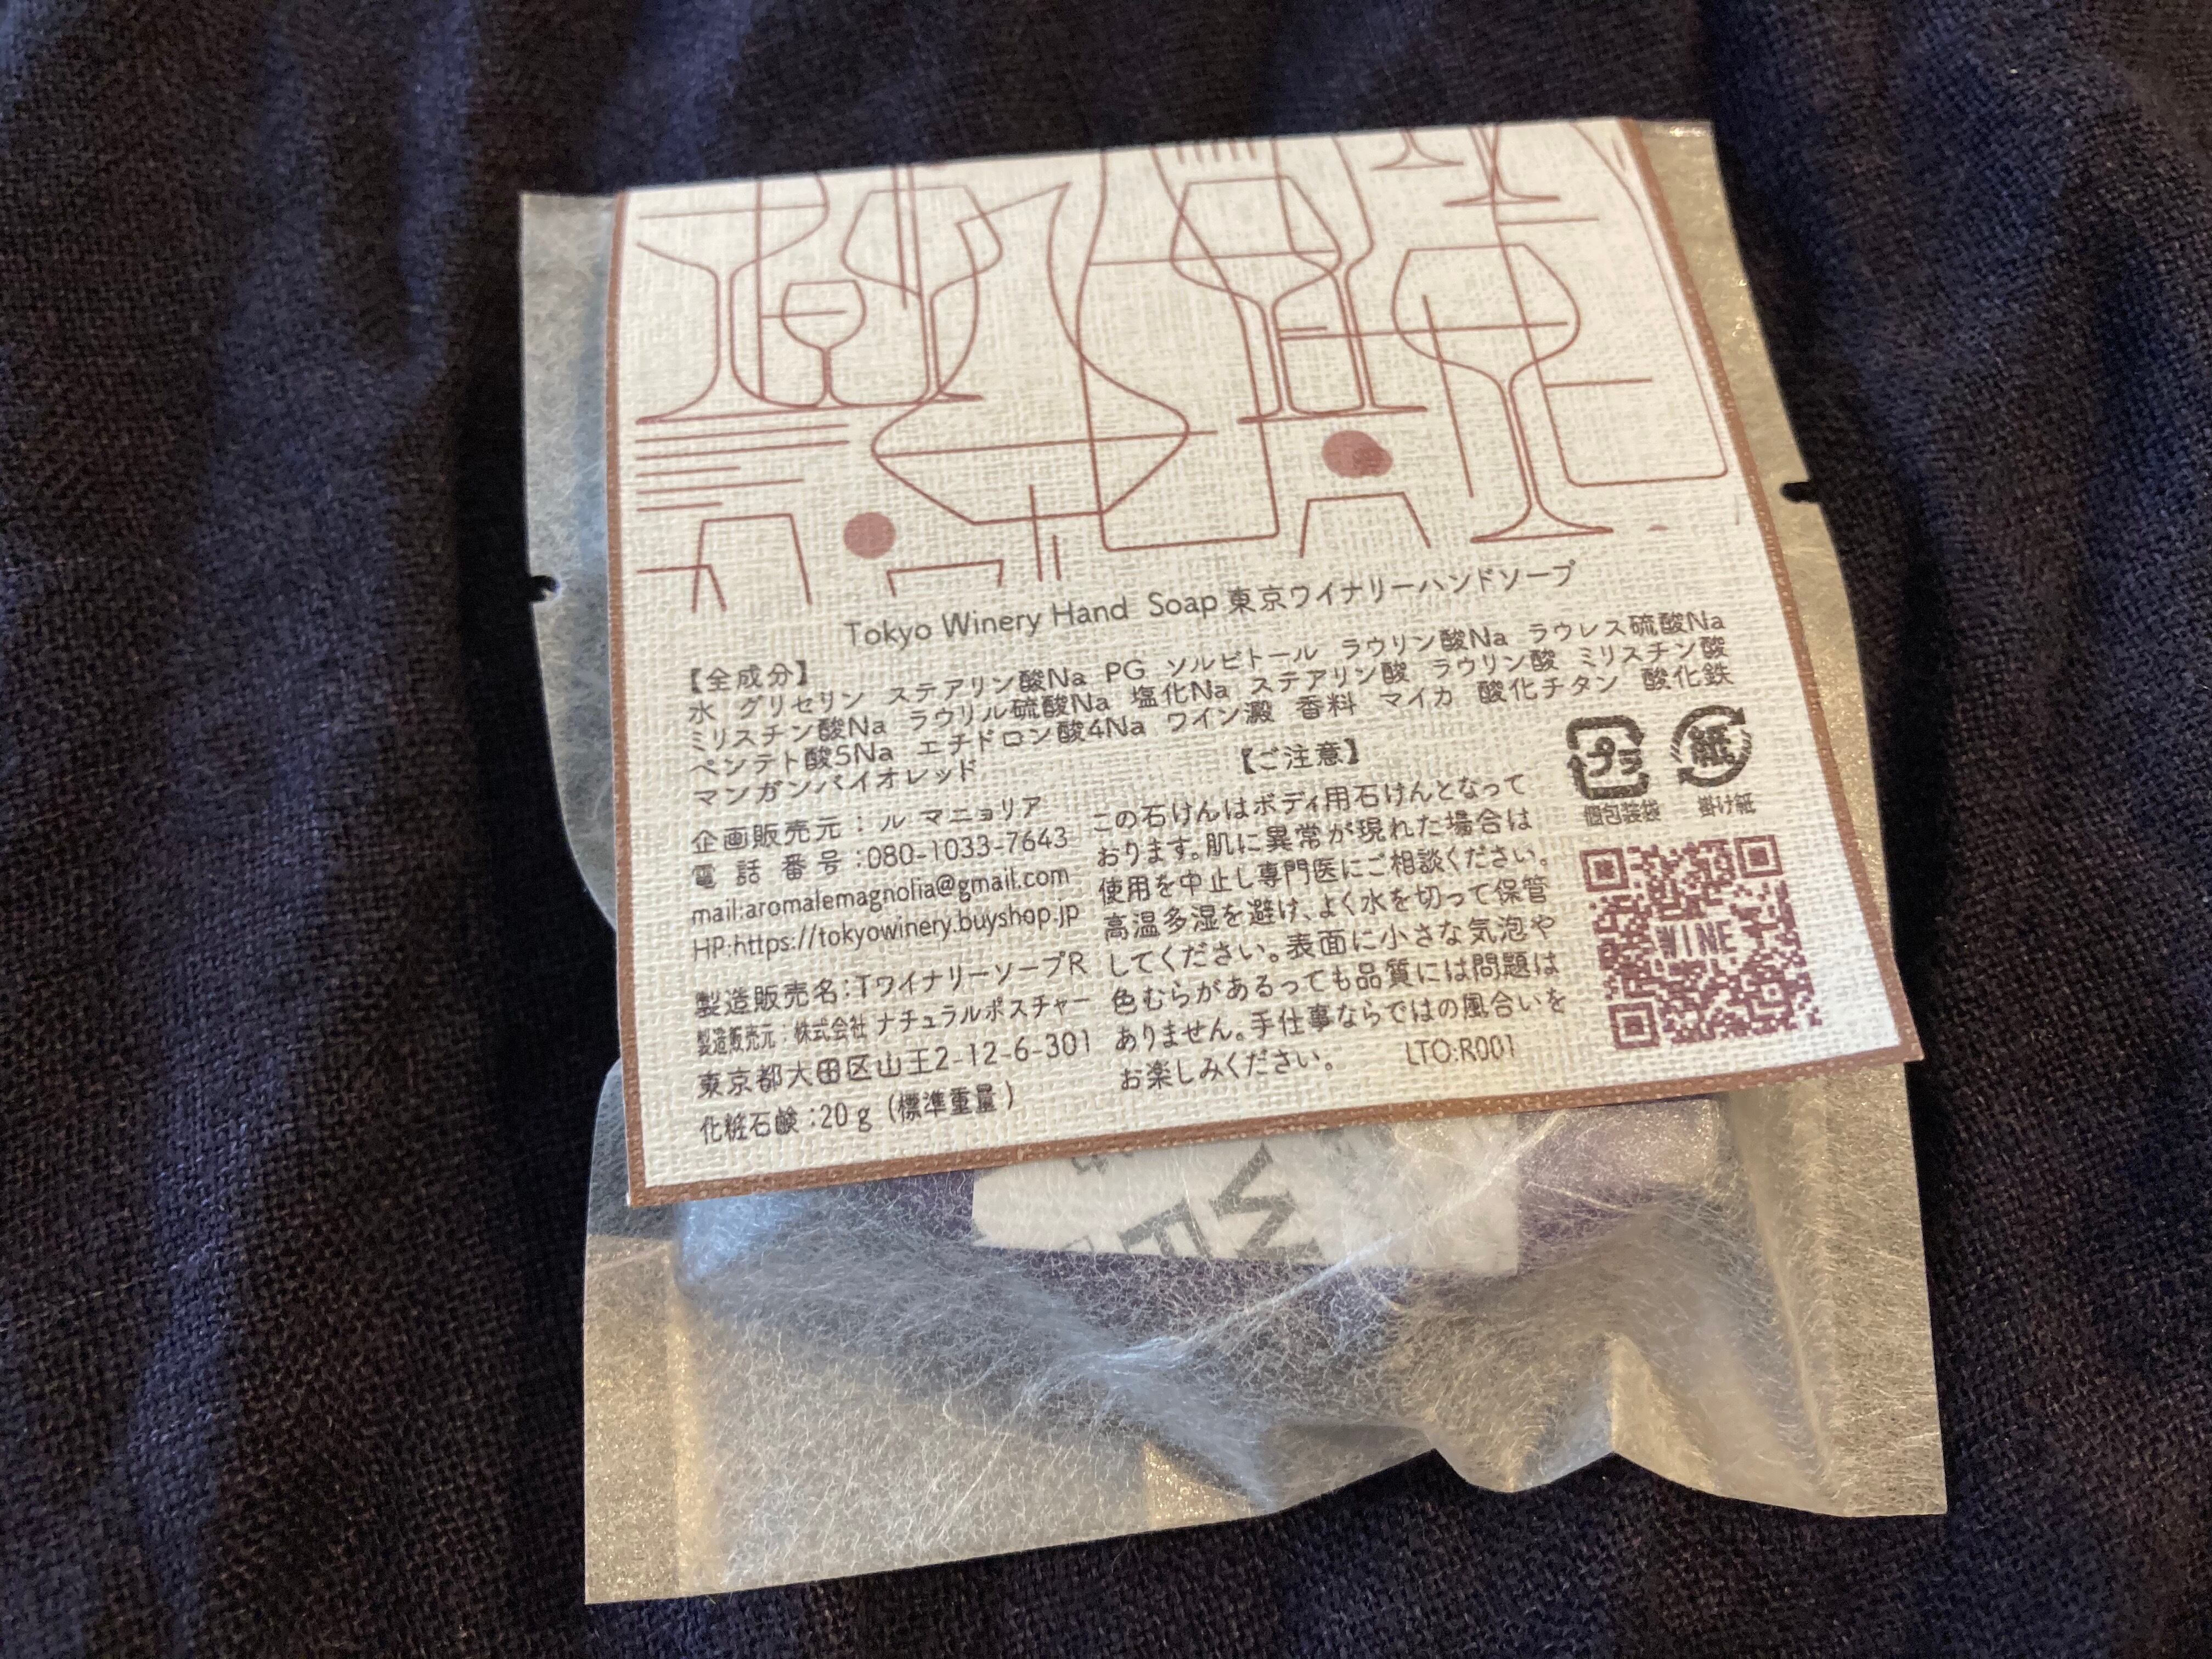 Tokyo Winery Hand Soap 東京ワイナリーハンドソープ
【全成分】
水 グリセリン ステアリン酸Na PG ソルビトール ラウリン酸Na ラウレス硫酸Na
ミリスチン酸Na ラウリル硫酸Na 塩化Na ステアリン酸 ラウリン酸 ミリスチン酸
ペンテト酸5Na エチドロン酸4Na ワイン澱 香料 マイカ 酸化チタン 酸化鉄
マンガンバイオレッド
企画販売元：ル マニョリア
電話番号:080-1033-7643
mail:aromalemagnolia@gmail.com
HP:https://tokyowinery.buyshop.jp
製造販売名:TワイナリーソープR
製造販売元：株式会社 ナチュラルポスチャー
東京都大田区山王2-12-6-301
化粧石鹸:20g (標準重量)
【ご注意】
この石けんはボディ用石けんとなって
おります。肌に異常が現れた場合は
使用を中止し専門医にご相談ください。
高温多湿を避け、よく水を切って保管
してください。表面に小さな気泡や
色むらがあるっても品質には問題は
ありません。手仕事ならではの風合いを
お楽しみください。 LTO:R001
プラ
個包装袋
紙
掛け紙
WINE